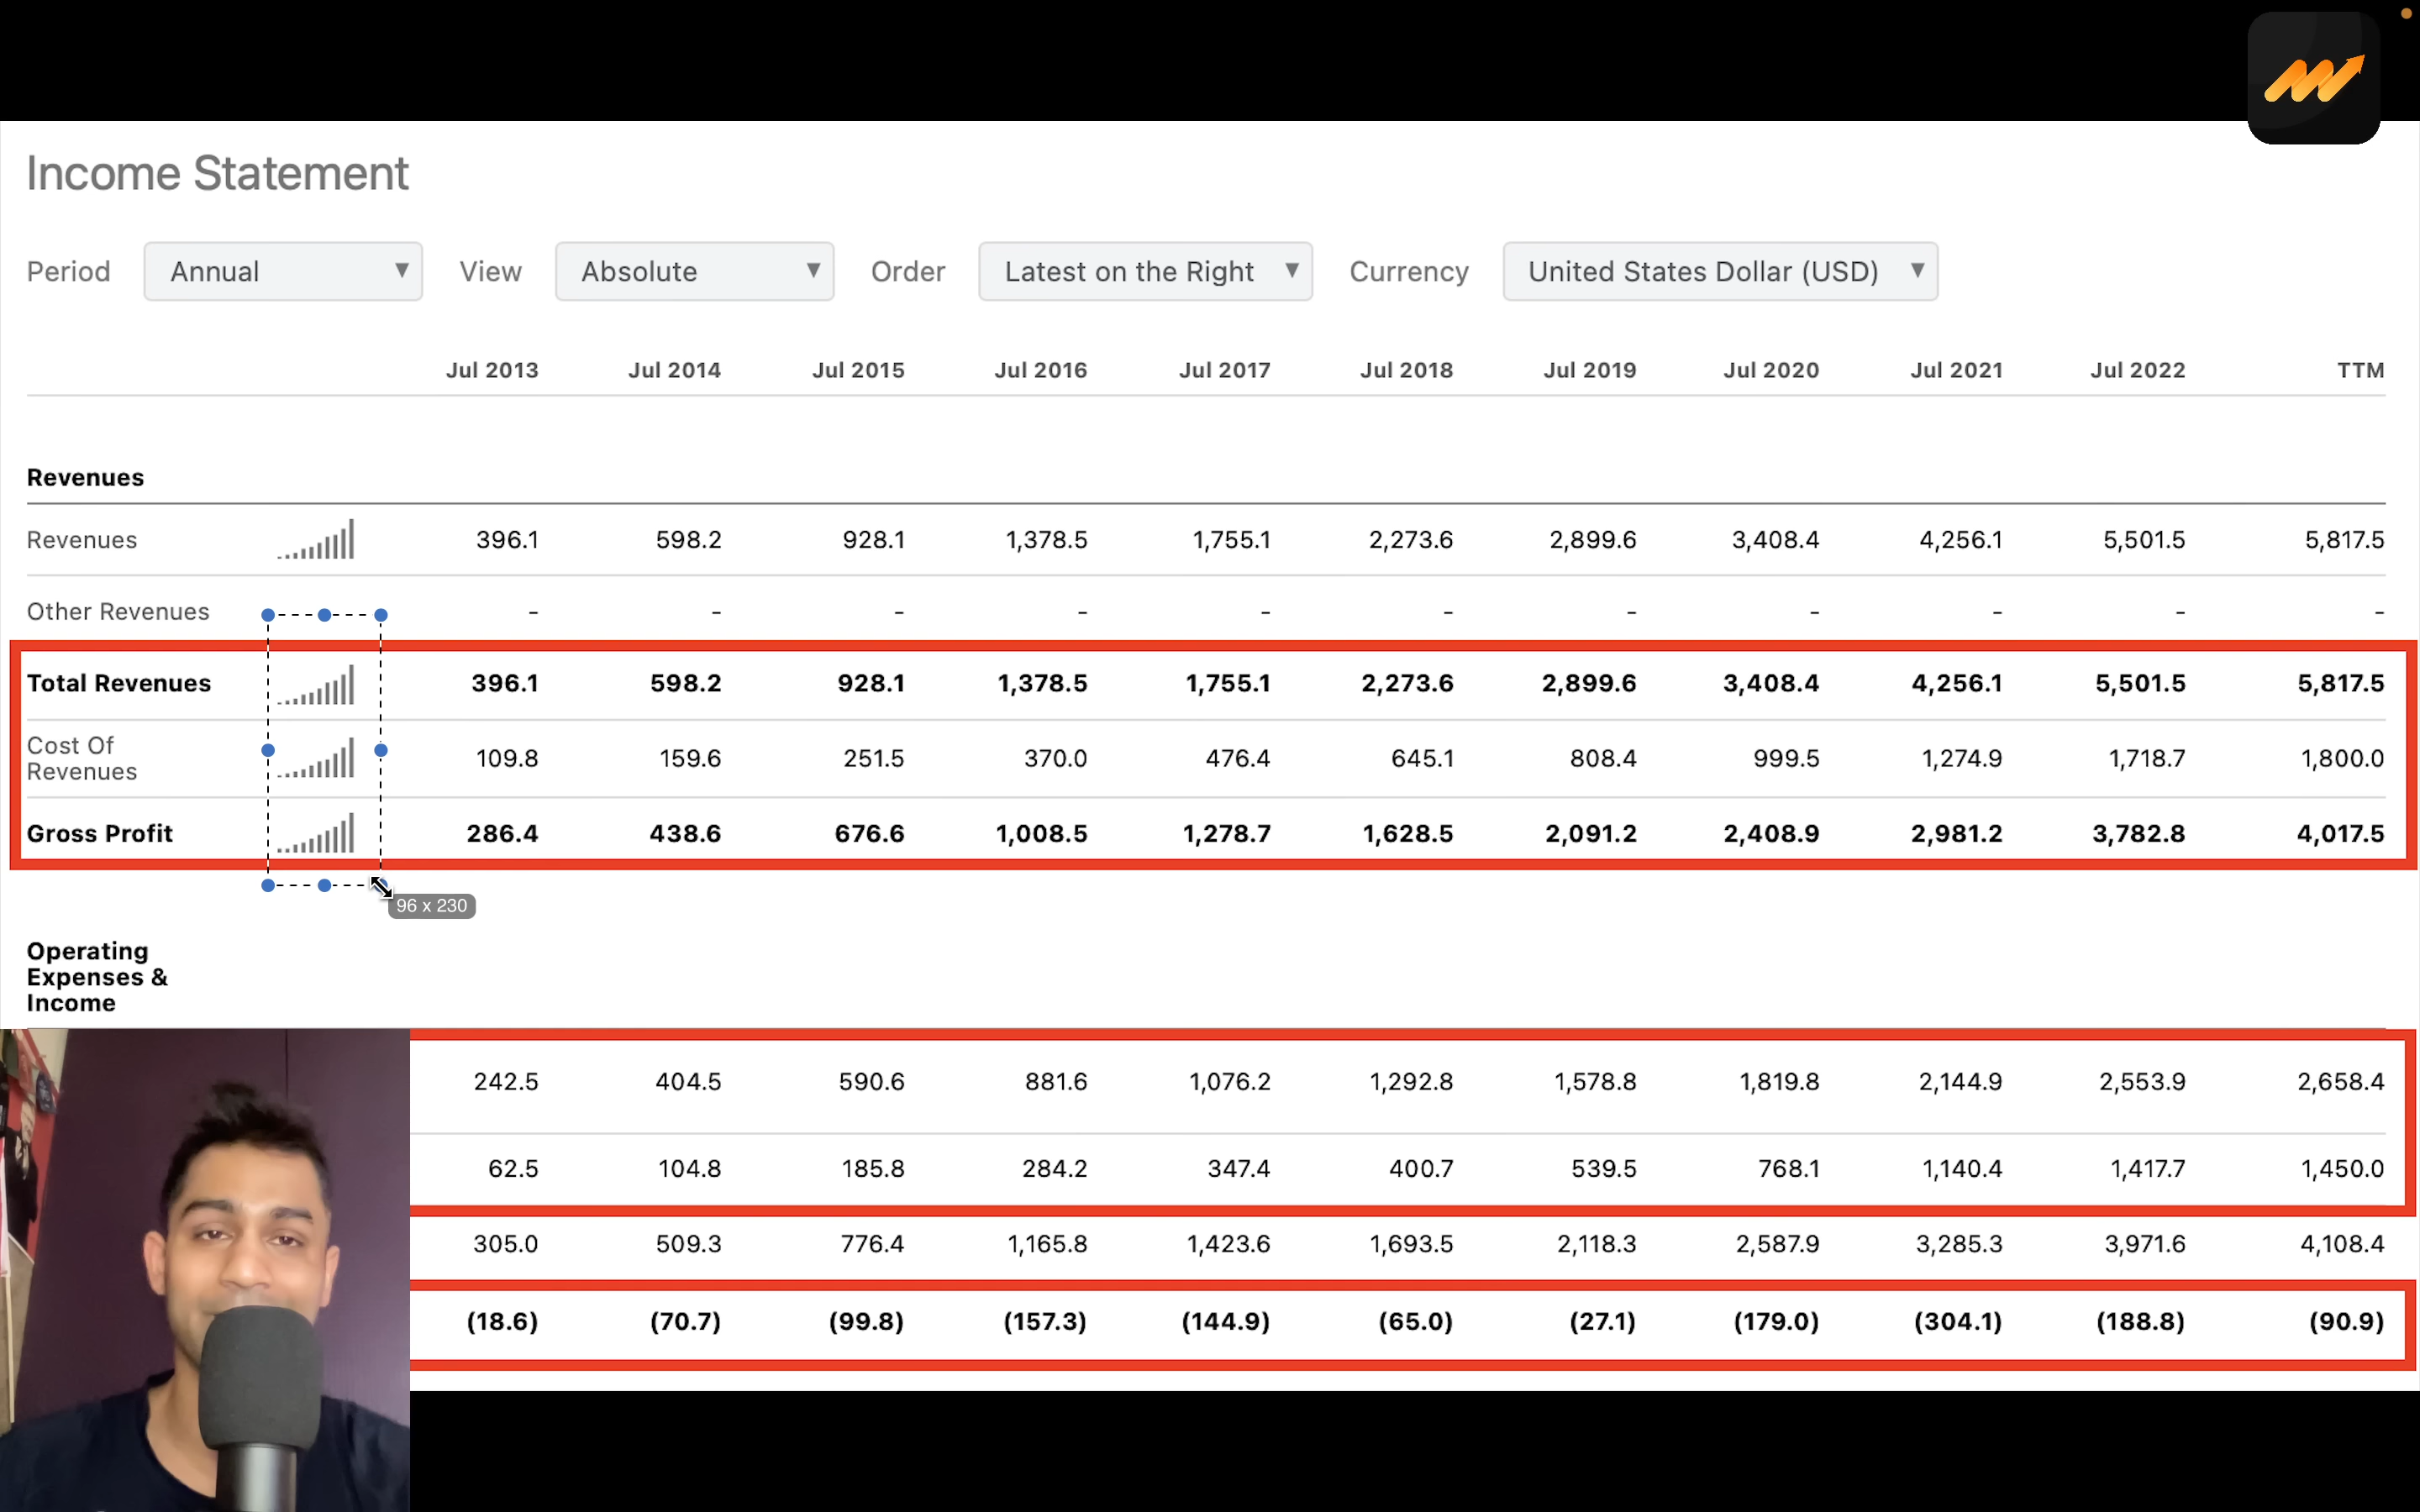 Income Statement
Period Annual ▼ View Absolute ▼ Order Latest on the Right ▼ Currency United States Dollar (USD) ▼
Jul 2013 Jul 2014 Jul 2015 Jul 2016 Jul 2017 Jul 2018 Jul 2019 Jul 2020 Jul 2021 Jul 2022 TTM
Revenues
Revenues 396.1 598.2 928.1 1,378.5 1,755.1 2,273.6 2,899.6 3,408.4 4,256.1 5,501.5 5,817.5
Other Revenues - - - - - - - - - - -
Total Revenues 396.1 598.2 928.1 1,378.5 1,755.1 2,273.6 2,899.6 3,408.4 4,256.1 5,501.5 5,817.5
Cost Of
Revenues 109.8 159.6 251.5 370.0 476.4 645.1 808.4 999.5 1,274.9 1,718.7 1,800.0
Gross Profit 286.4 438.6 676.6 1,008.5 1,278.7 1,628.5 2,091.2 2,408.9 2,981.2 3,782.8 4,017.5
96 x 230
Operating
Expenses &
Income
242.5 404.5 590.6 881.6 1,076.2 1,292.8 1,578.8 1,819.8 2,144.9 2,553.9 2,658.4
62.5 104.8 185.8 284.2 347.4 400.7 539.5 768.1 1,140.4 1,417.7 1,450.0
305.0 509.3 776.4 1,165.8 1,423.6 1,693.5 2,118.3 2,587.9 3,285.3 3,971.6 4,108.4
(18.6) (70.7) (99.8) (157.3) (144.9) (65.0) (27.1) (179.0) (304.1) (188.8) (90.9)